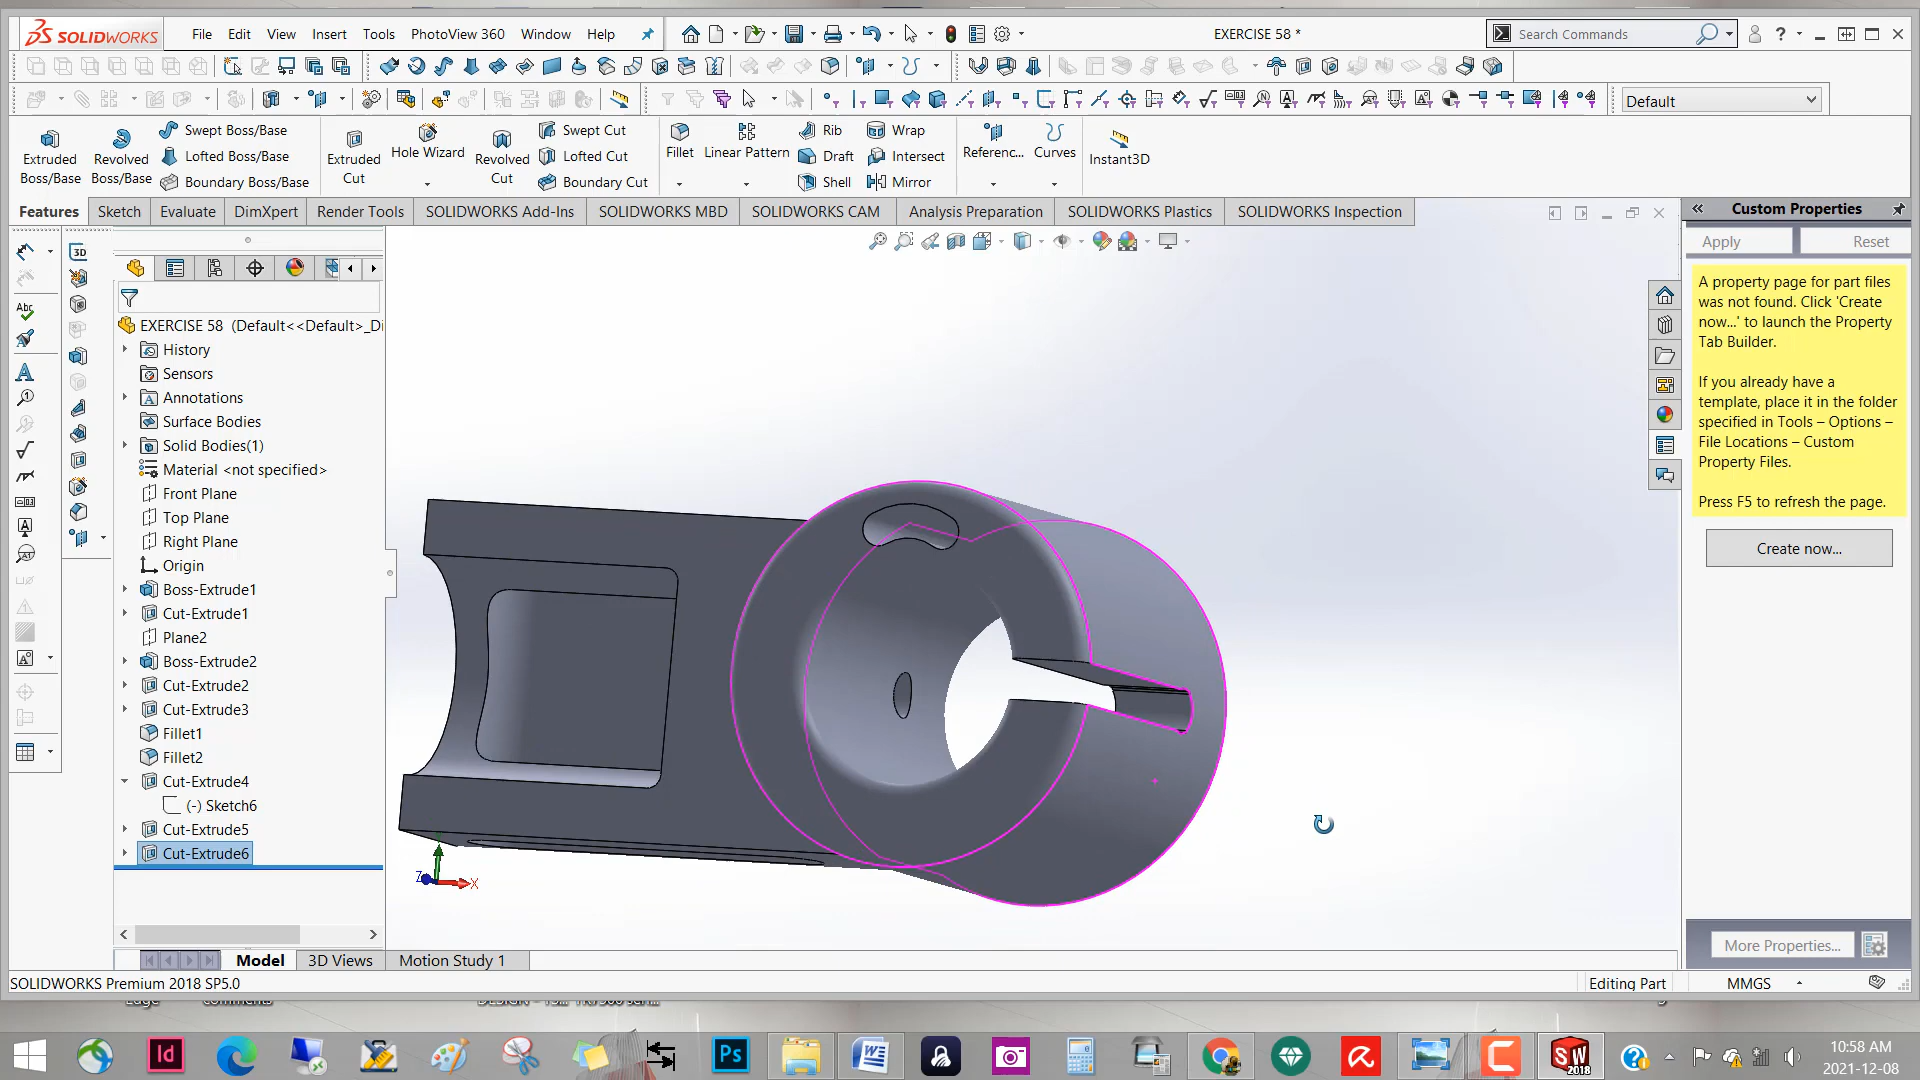 SOLIDWORKS
File Edit View Insert Tools PhotoView 360 Window Help
EXERCISE 58 *
Search Commands
Default
Extruded Boss/Base
Revolved Boss/Base
Swept Boss/Base
Lofted Boss/Base
Boundary Boss/Base
Extruded Cut
Hole Wizard
Revolved Cut
Swept Cut
Lofted Cut
Boundary Cut
Fillet
Linear Pattern
Rib
Draft
Shell
Wrap
Intersect
Mirror
Referenc...
Curves
Instant3D
Features Sketch Evaluate DimXpert Render Tools SOLIDWORKS Add-Ins SOLIDWORKS MBD SOLIDWORKS CAM Analysis Preparation SOLIDWORKS Plastics SOLIDWORKS Inspection
EXERCISE 58 (Default<<Default>_Di
History
Sensors
Annotations
Surface Bodies
Solid Bodies(1)
Material <not specified>
Front Plane
Top Plane
Right Plane
Origin
Boss-Extrude1
Cut-Extrude1
Plane2
Boss-Extrude2
Cut-Extrude2
Cut-Extrude3
Fillet1
Fillet2
Cut-Extrude4
(-) Sketch6
Cut-Extrude5
Cut-Extrude6
Z X
Custom Properties
Apply Reset
A property page for part files
was not found. Click 'Create
now...' to launch the Property
Tab Builder.
If you already have a
template, place it in the folder
specified in Tools – Options –
File Locations – Custom
Property Files.
Press F5 to refresh the page.
Create now...
More Properties...
Model 3D Views Motion Study 1
SOLIDWORKS Premium 2018 SP5.0
Editing Part MMGS
10:58 AM
2021-12-08